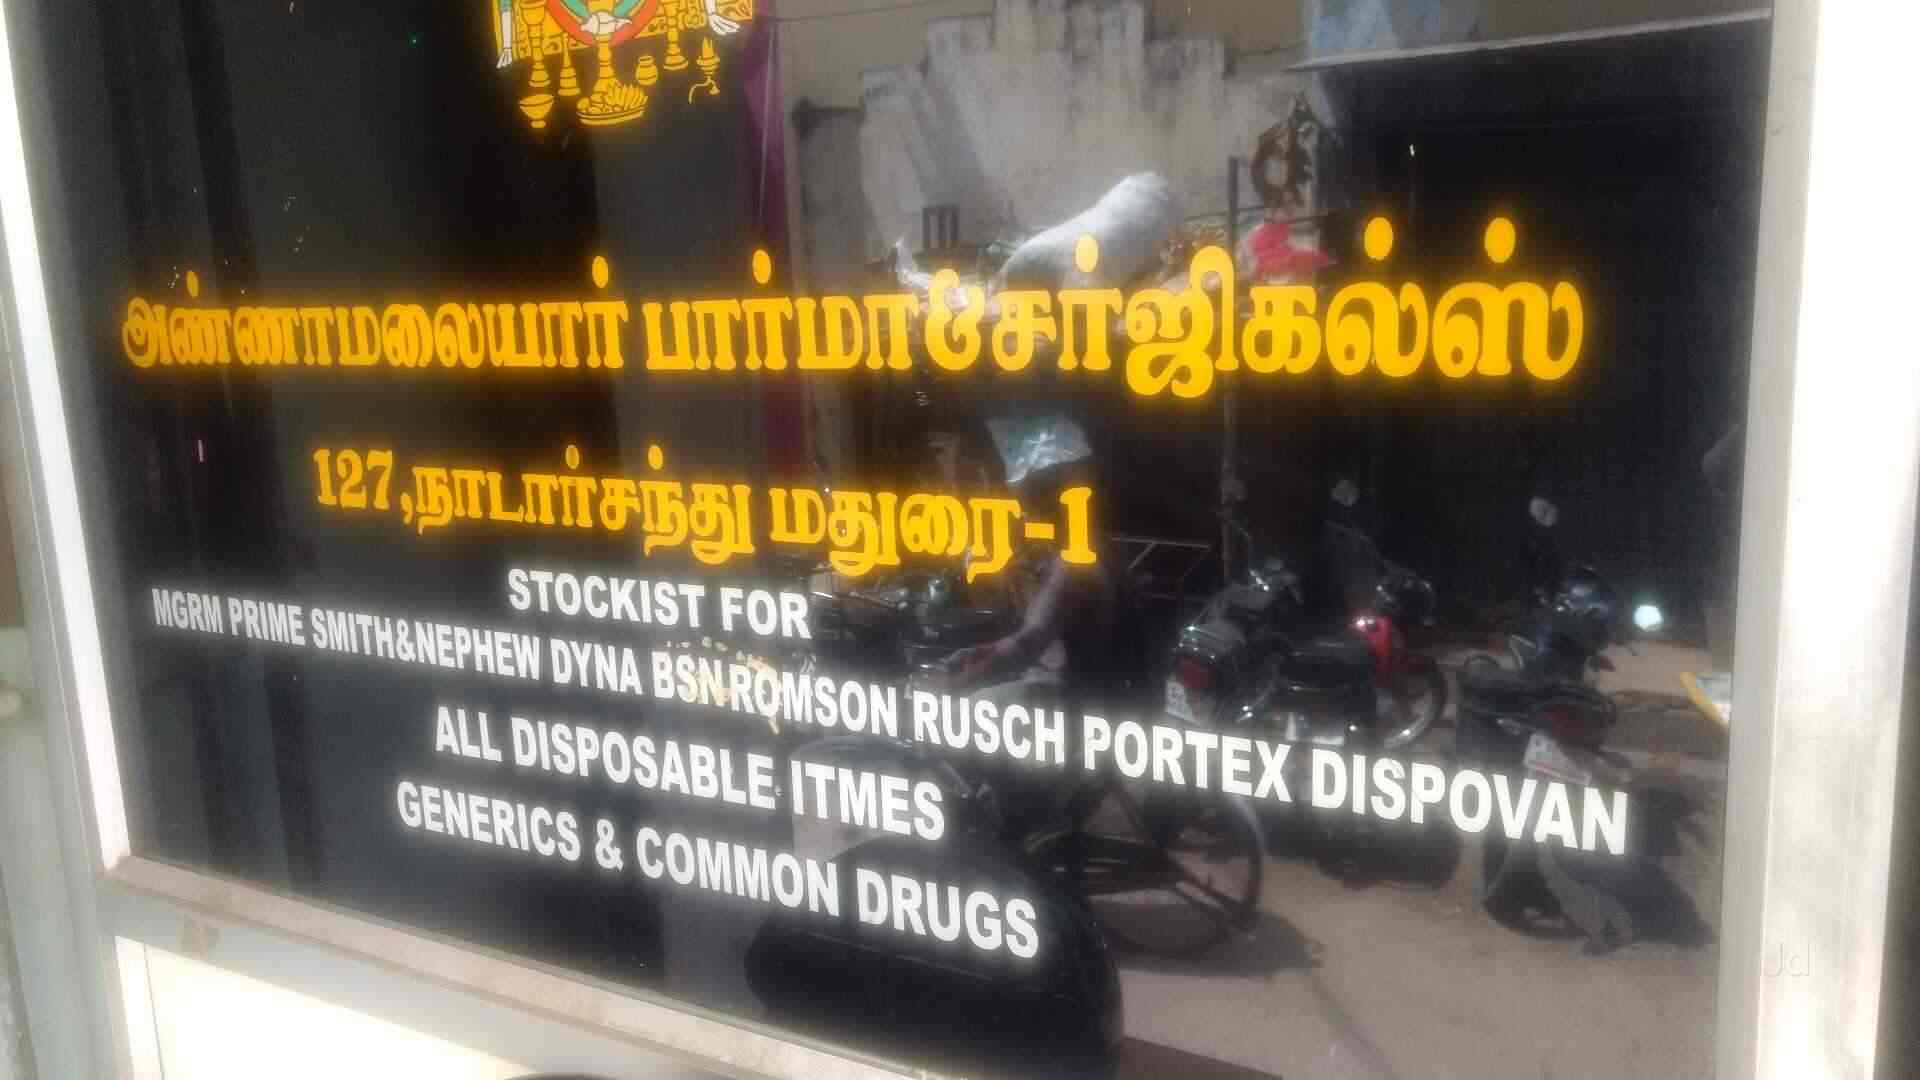 அண்ணாமலையார் பார்மா&சேர்ஜிகல்ஸ்
127,நாடார்சந்து மதுரை-1
STOCKIST FOR
MGRM PRIME SMITH&NEPHEW DYNA BSN ROMSON RUSCH PORTEX DISPOVAN
ALL DISPOSABLE ITMES
GENERICS & COMMON DRUGS
Jd